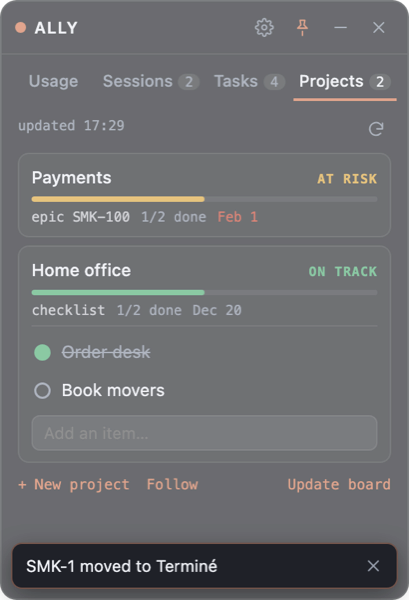 ALLY
Usage Sessions 2 Tasks 4 Projects 2
updated 17:29
Payments AT RISK
epic SMK-100 1/2 done Feb 1
Home office ON TRACK
checklist 1/2 done Dec 20
Order desk
Book movers
Add an item...
+ New project Follow Update board
SMK-1 moved to Terminé